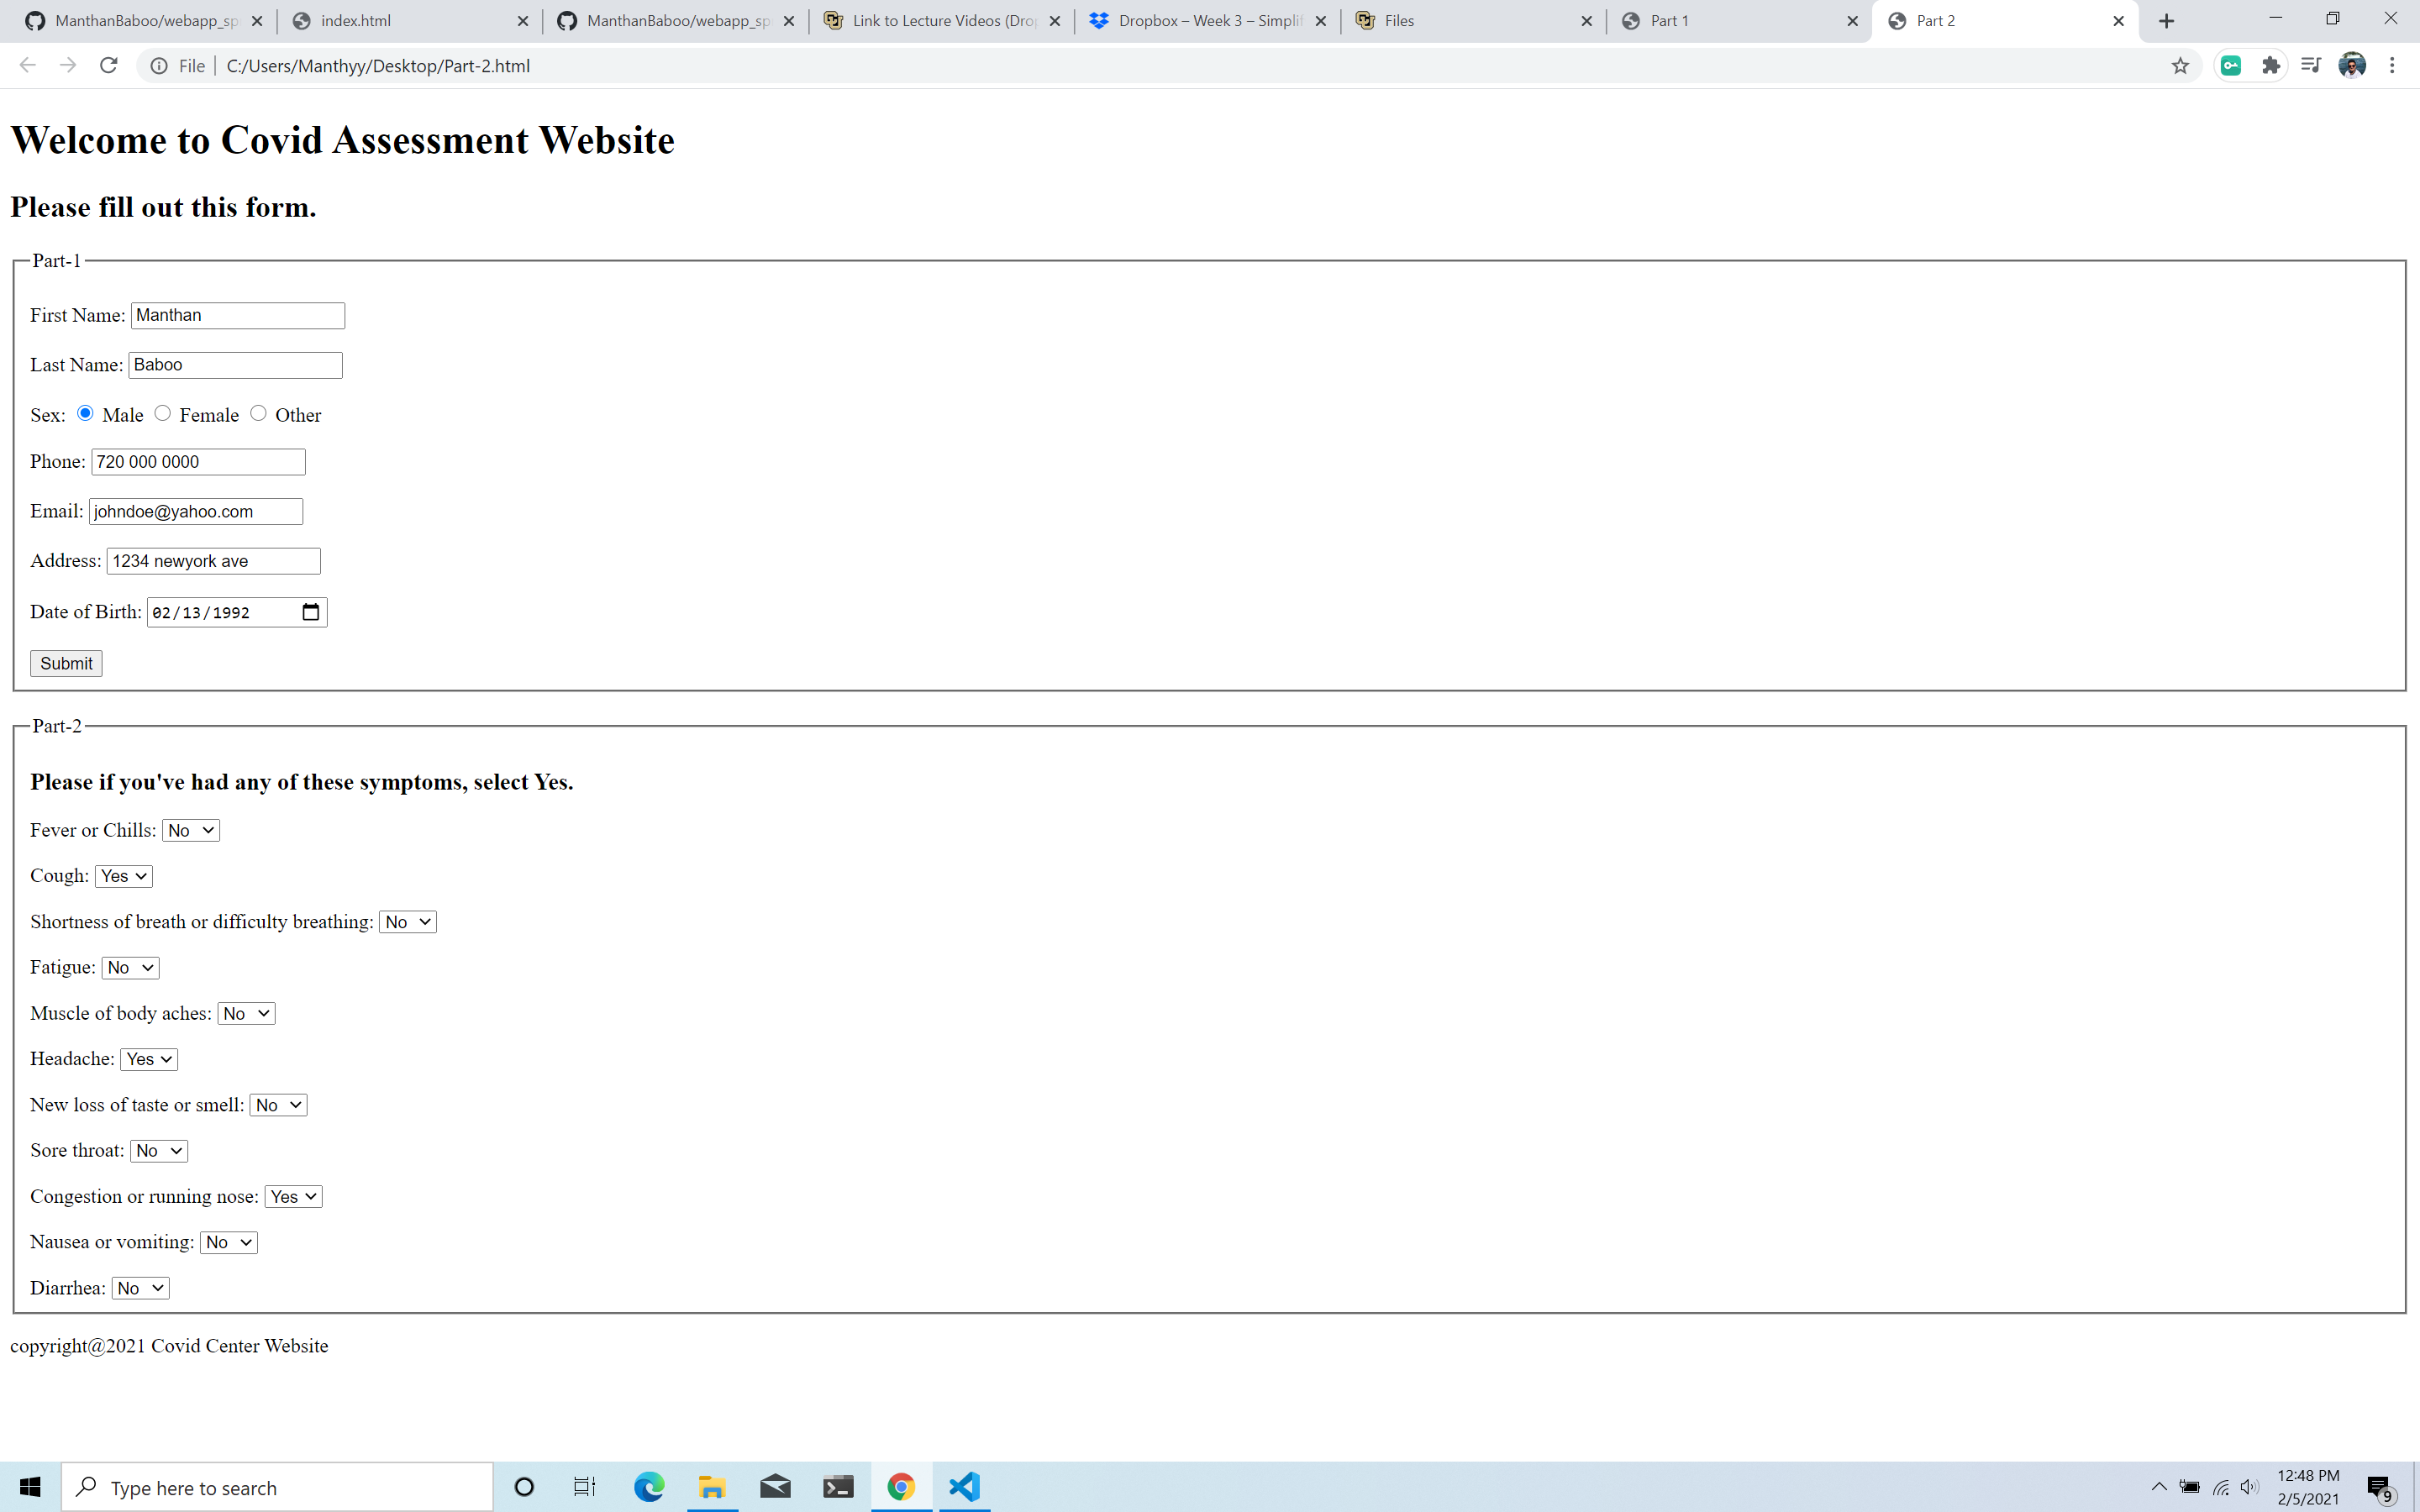 ManthanBaboo/webapp_sp
index.html
ManthanBaboo/webapp_sp
Link to Lecture Videos (Dro
Dropbox – Week 3 – Simplif
Files
Part 1
Part 2
File
C:/Users/Manthyy/Desktop/Part-2.html
Welcome to Covid Assessment Website
Please fill out this form.
Part-1
First Name: Manthan
Last Name: Baboo
Sex: Male Female Other
Phone: 720 000 0000
Email: johndoe@yahoo.com
Address: 1234 newyork ave
Date of Birth: 02/13/1992
Submit
Part-2
Please if you've had any of these symptoms, select Yes.
Fever or Chills: No
Cough: Yes
Shortness of breath or difficulty breathing: No
Fatigue: No
Muscle of body aches: No
Headache: Yes
New loss of taste or smell: No
Sore throat: No
Congestion or running nose: Yes
Nausea or vomiting: No
Diarrhea: No
copyright@2021 Covid Center Website
Type here to search
12:48 PM
2/5/2021
9